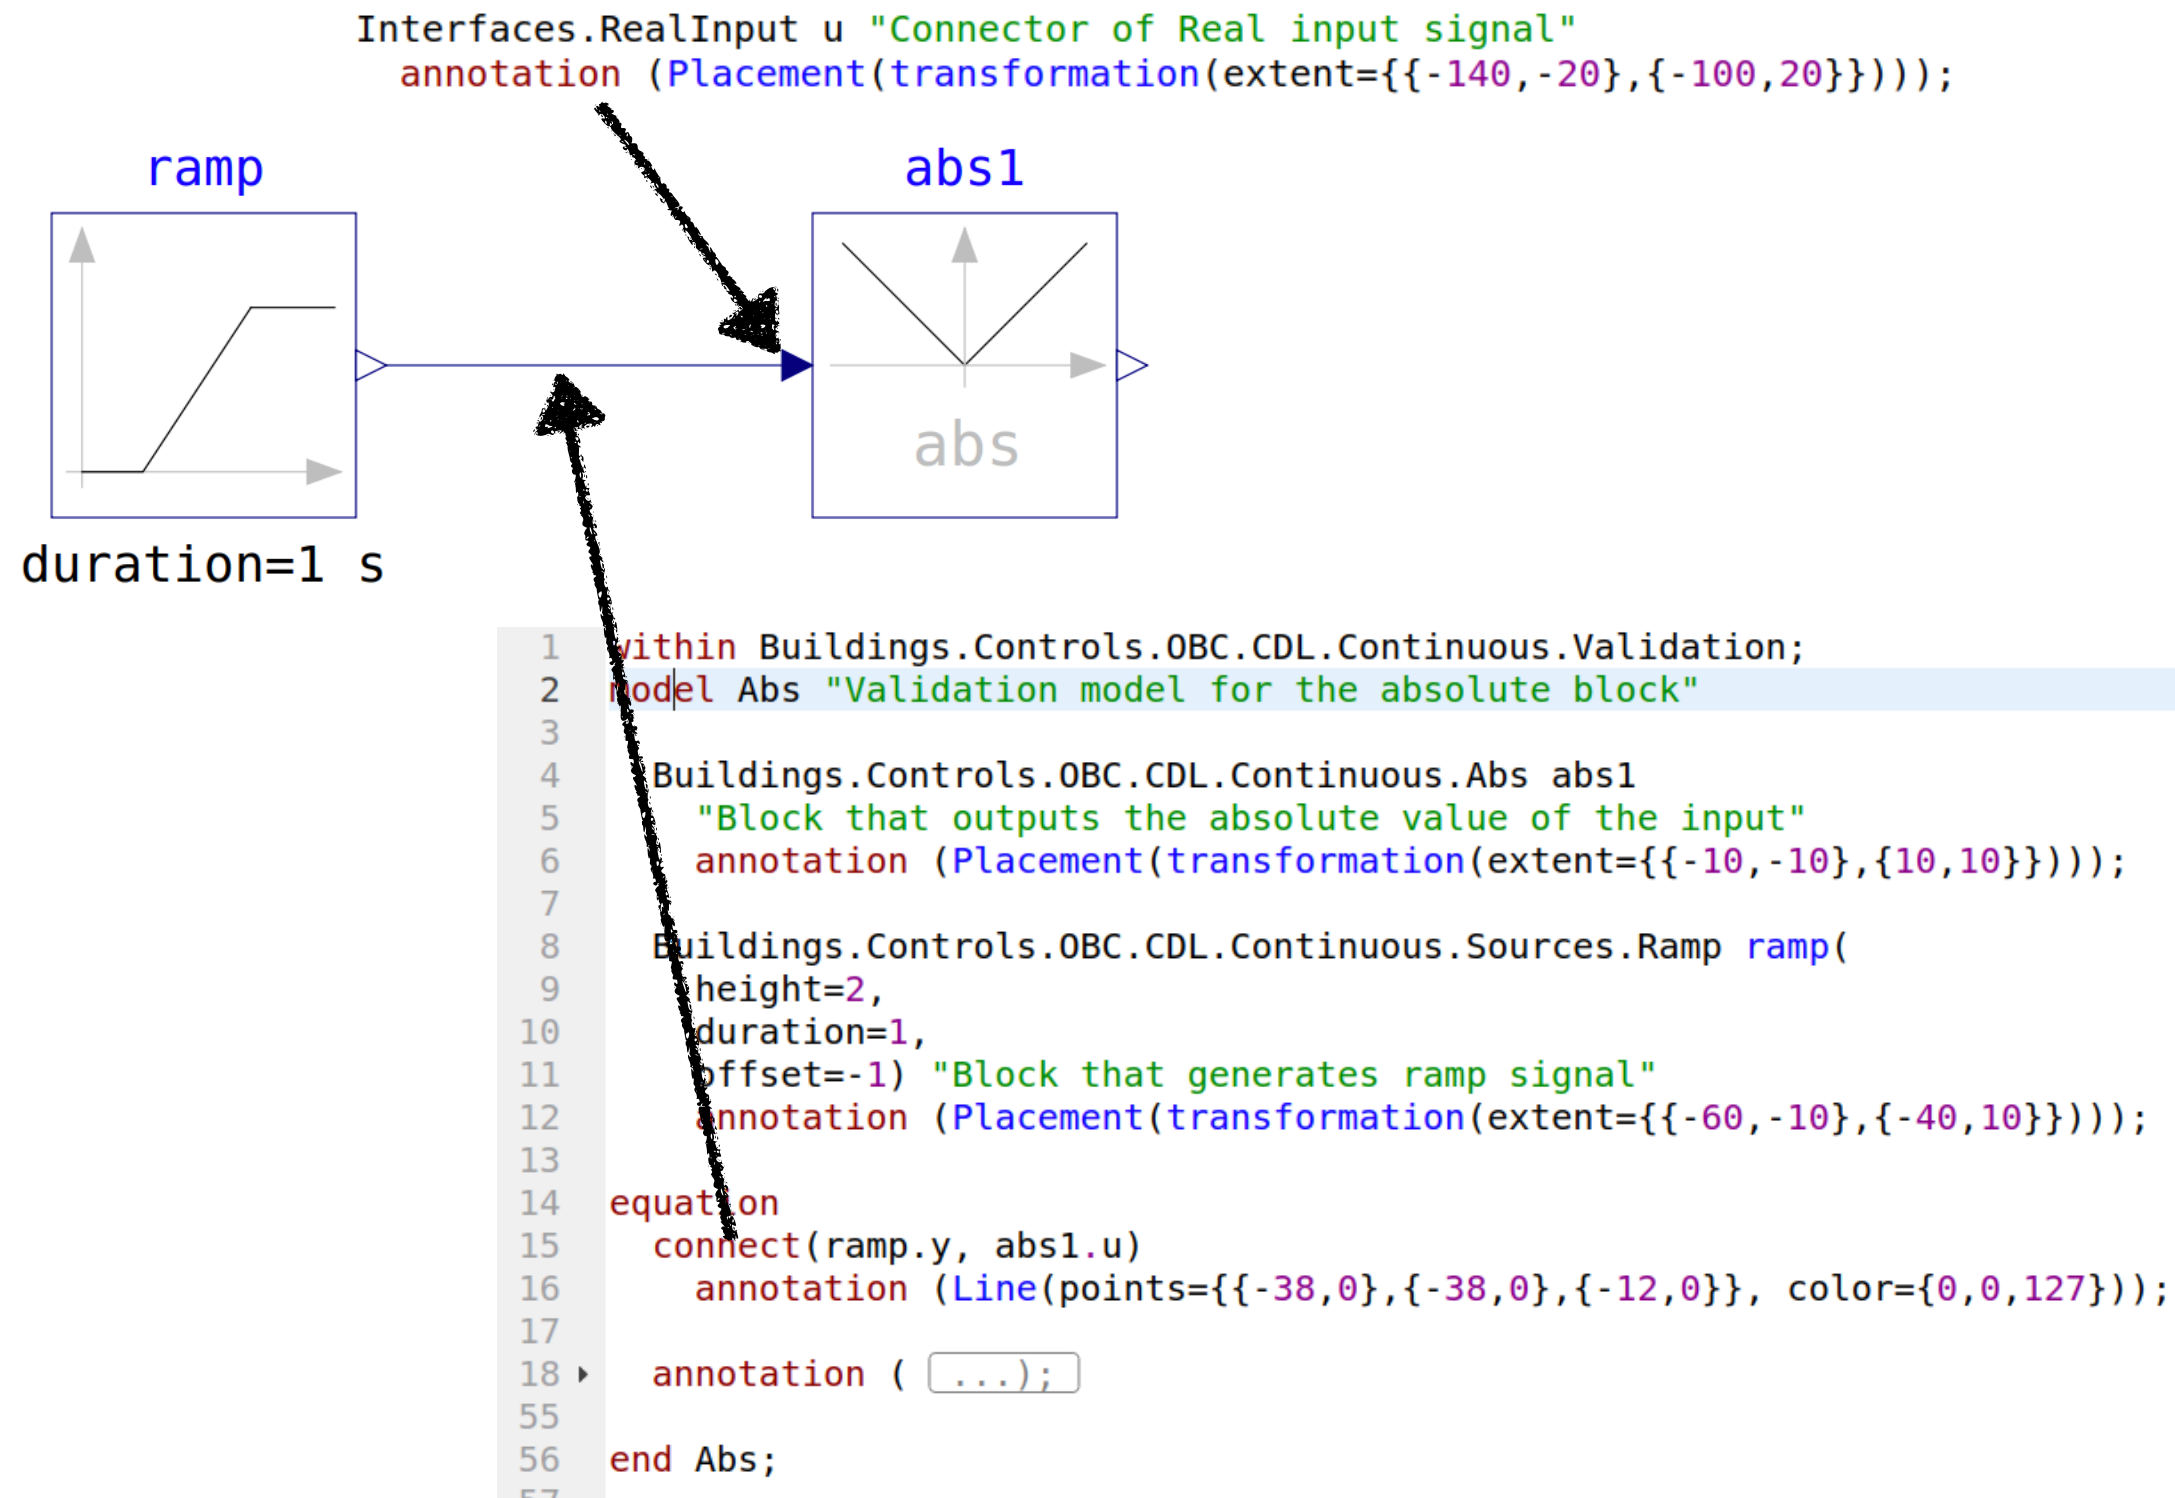 Interfaces.RealInput u "Connector of Real input signal"
annotation (Placement(transformation(extent={{-140,-20},{-100,20}})));
ramp
abs1
abs
duration=1 s
1 within Buildings.Controls.OBC.CDL.Continuous.Validation;
2 model Abs "Validation model for the absolute block"
3
4 Buildings.Controls.OBC.CDL.Continuous.Abs abs1
5 "Block that outputs the absolute value of the input"
6 annotation (Placement(transformation(extent={{-10,-10},{10,10}})));
7
8 Buildings.Controls.OBC.CDL.Continuous.Sources.Ramp ramp(
9 height=2,
10 duration=1,
11 offset=-1) "Block that generates ramp signal"
12 annotation (Placement(transformation(extent={{-60,-10},{-40,10}})));
13
14 equation
15 connect(ramp.y, abs1.u)
16 annotation (Line(points={{-38,0},{-38,0},{-12,0}}, color={0,0,127}));
17
18 annotation ( ...);
55
56 end Abs;
57